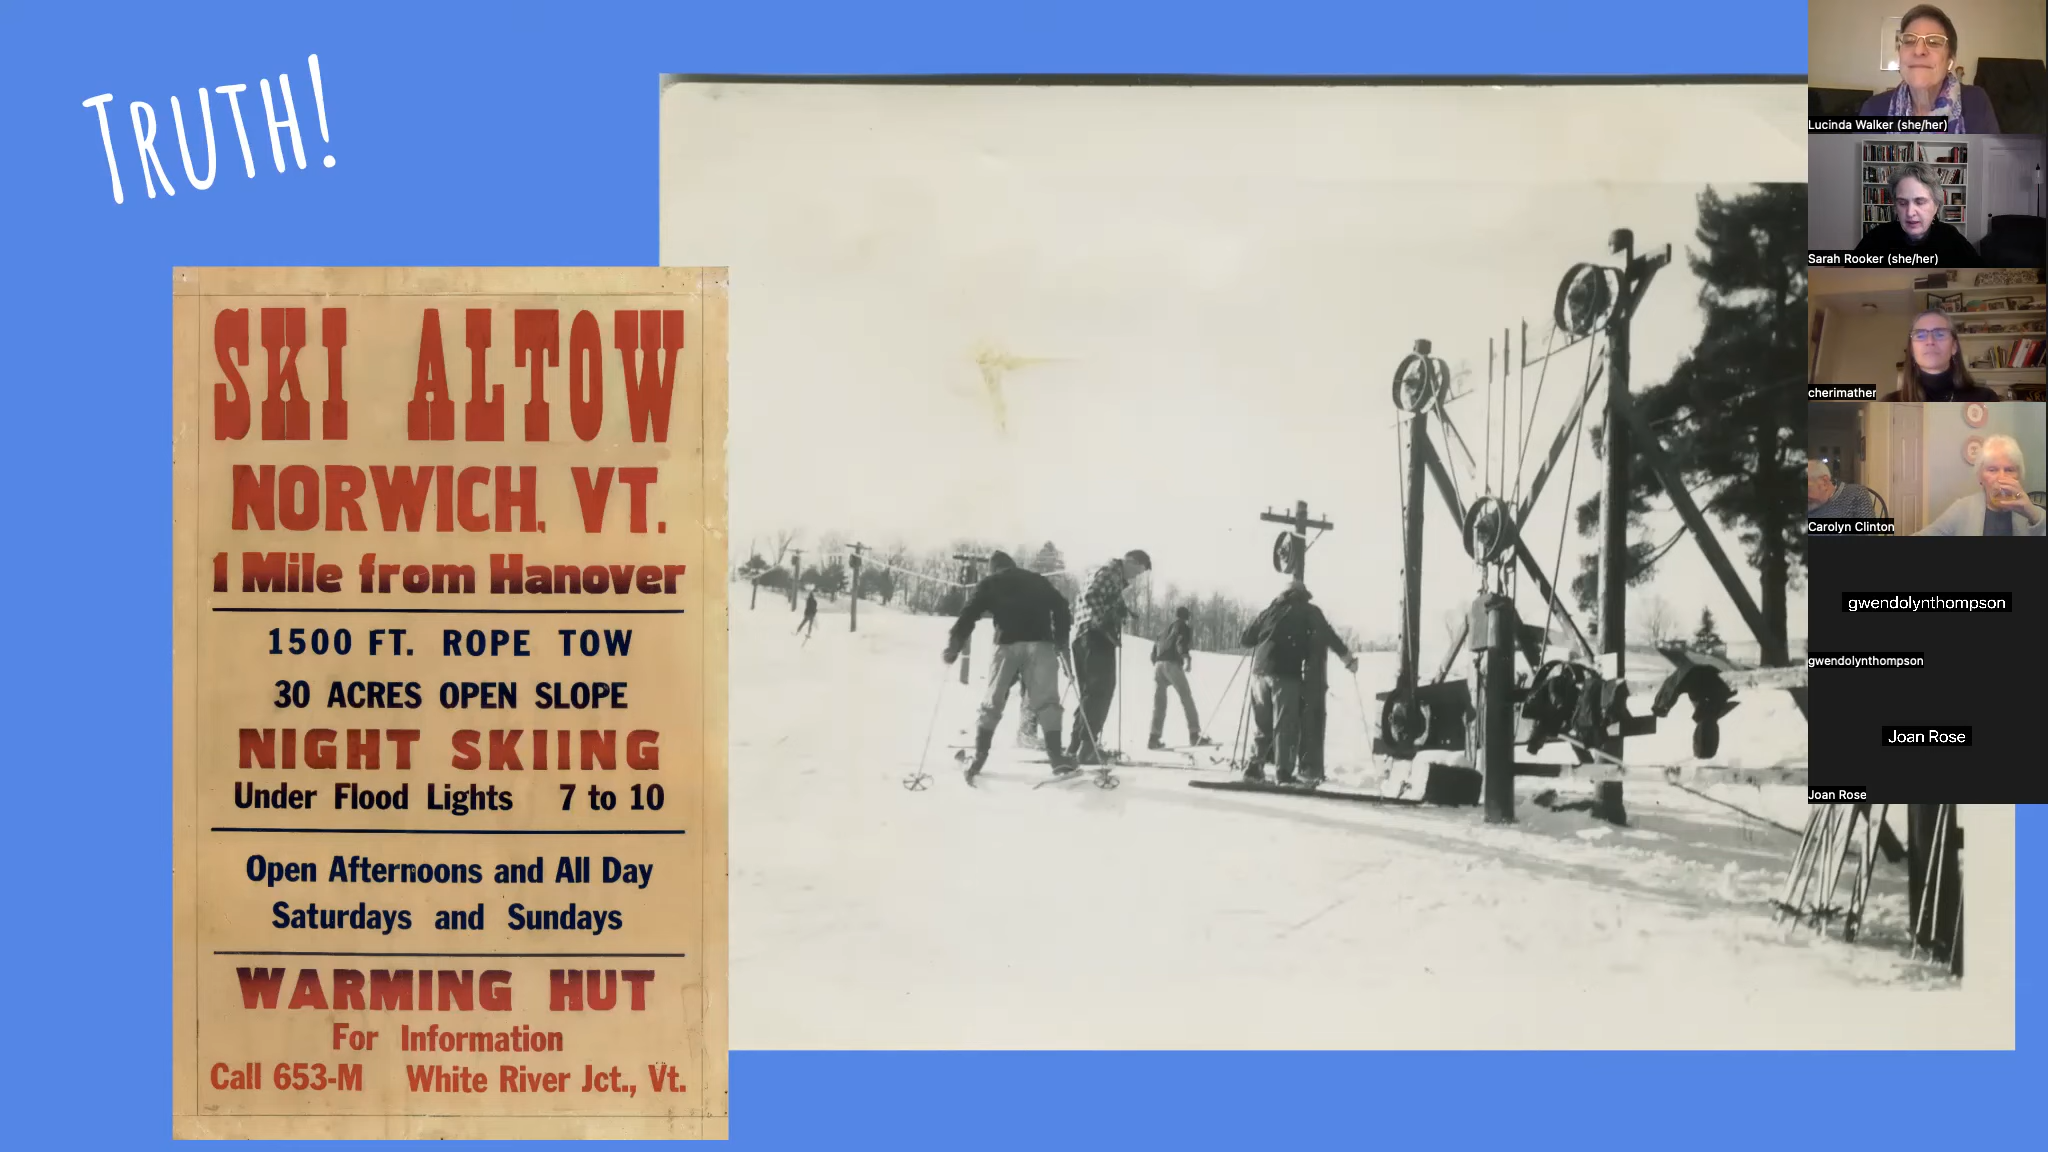 TRUTH!
SKI ALTOW
NORWICH, VT.
1 Mile from Hanover
1500 FT. ROPE TOW
30 ACRES OPEN SLOPE
NIGHT SKIING
Under Flood Lights 7 to 10
Open Afternoons and All Day
Saturdays and Sundays
WARMING HUT
For Information
Call 653-M White River Jct., Vt.
Lucinda Walker (she/her)
Sarah Rooker (she/her)
cherimather
Carolyn Clinton
gwendolynthompson
gwendolynthompson
Joan Rose
Joan Rose